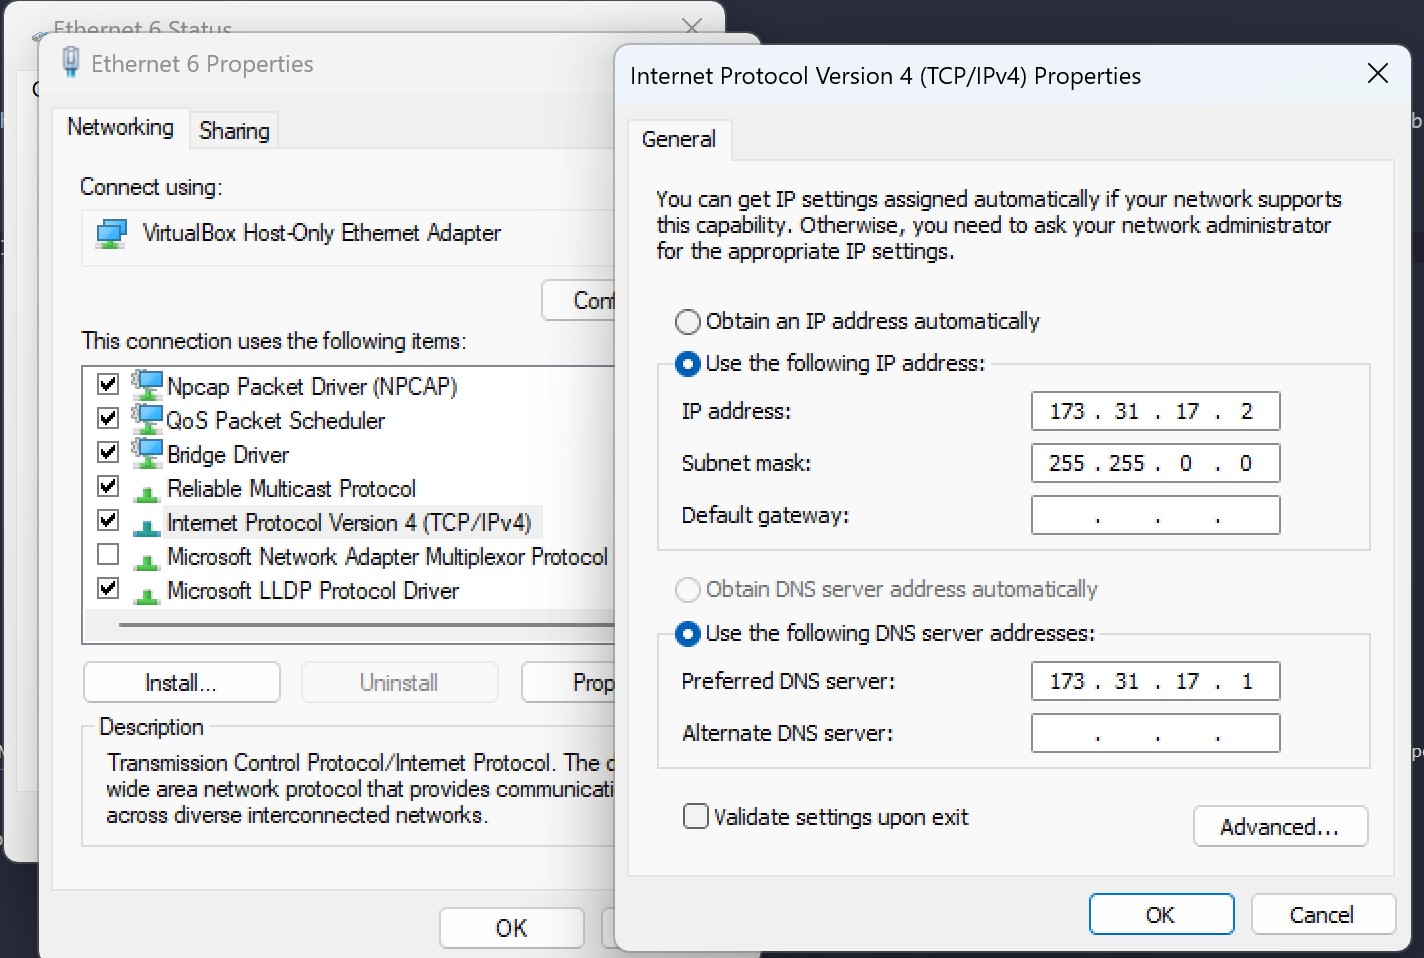 Ethernet 6 Status
Ethernet 6 Properties
Networking
Sharing
Connect using:
VirtualBox Host-Only Ethernet Adapter
This connection uses the following items:
Npcap Packet Driver (NPCAP)
QoS Packet Scheduler
Bridge Driver
Reliable Multicast Protocol
Internet Protocol Version 4 (TCP/IPv4)
Microsoft Network Adapter Multiplexor Protocol
Microsoft LLDP Protocol Driver
Install...
Uninstall
Prop
Description
Transmission Control Protocol/Internet Protocol. The
wide area network protocol that provides communicati
across diverse interconnected networks.
OK
Internet Protocol Version 4 (TCP/IPv4) Properties
General
You can get IP settings assigned automatically if your network supports
this capability. Otherwise, you need to ask your network administrator
for the appropriate IP settings.
Obtain an IP address automatically
Use the following IP address:
IP address: 173 . 31 . 17 . 2
Subnet mask: 255 . 255 . 0 . 0
Default gateway: . . .
Obtain DNS server address automatically
Use the following DNS server addresses:
Preferred DNS server: 173 . 31 . 17 . 1
Alternate DNS server: . . .
Validate settings upon exit
Advanced...
OK
Cancel